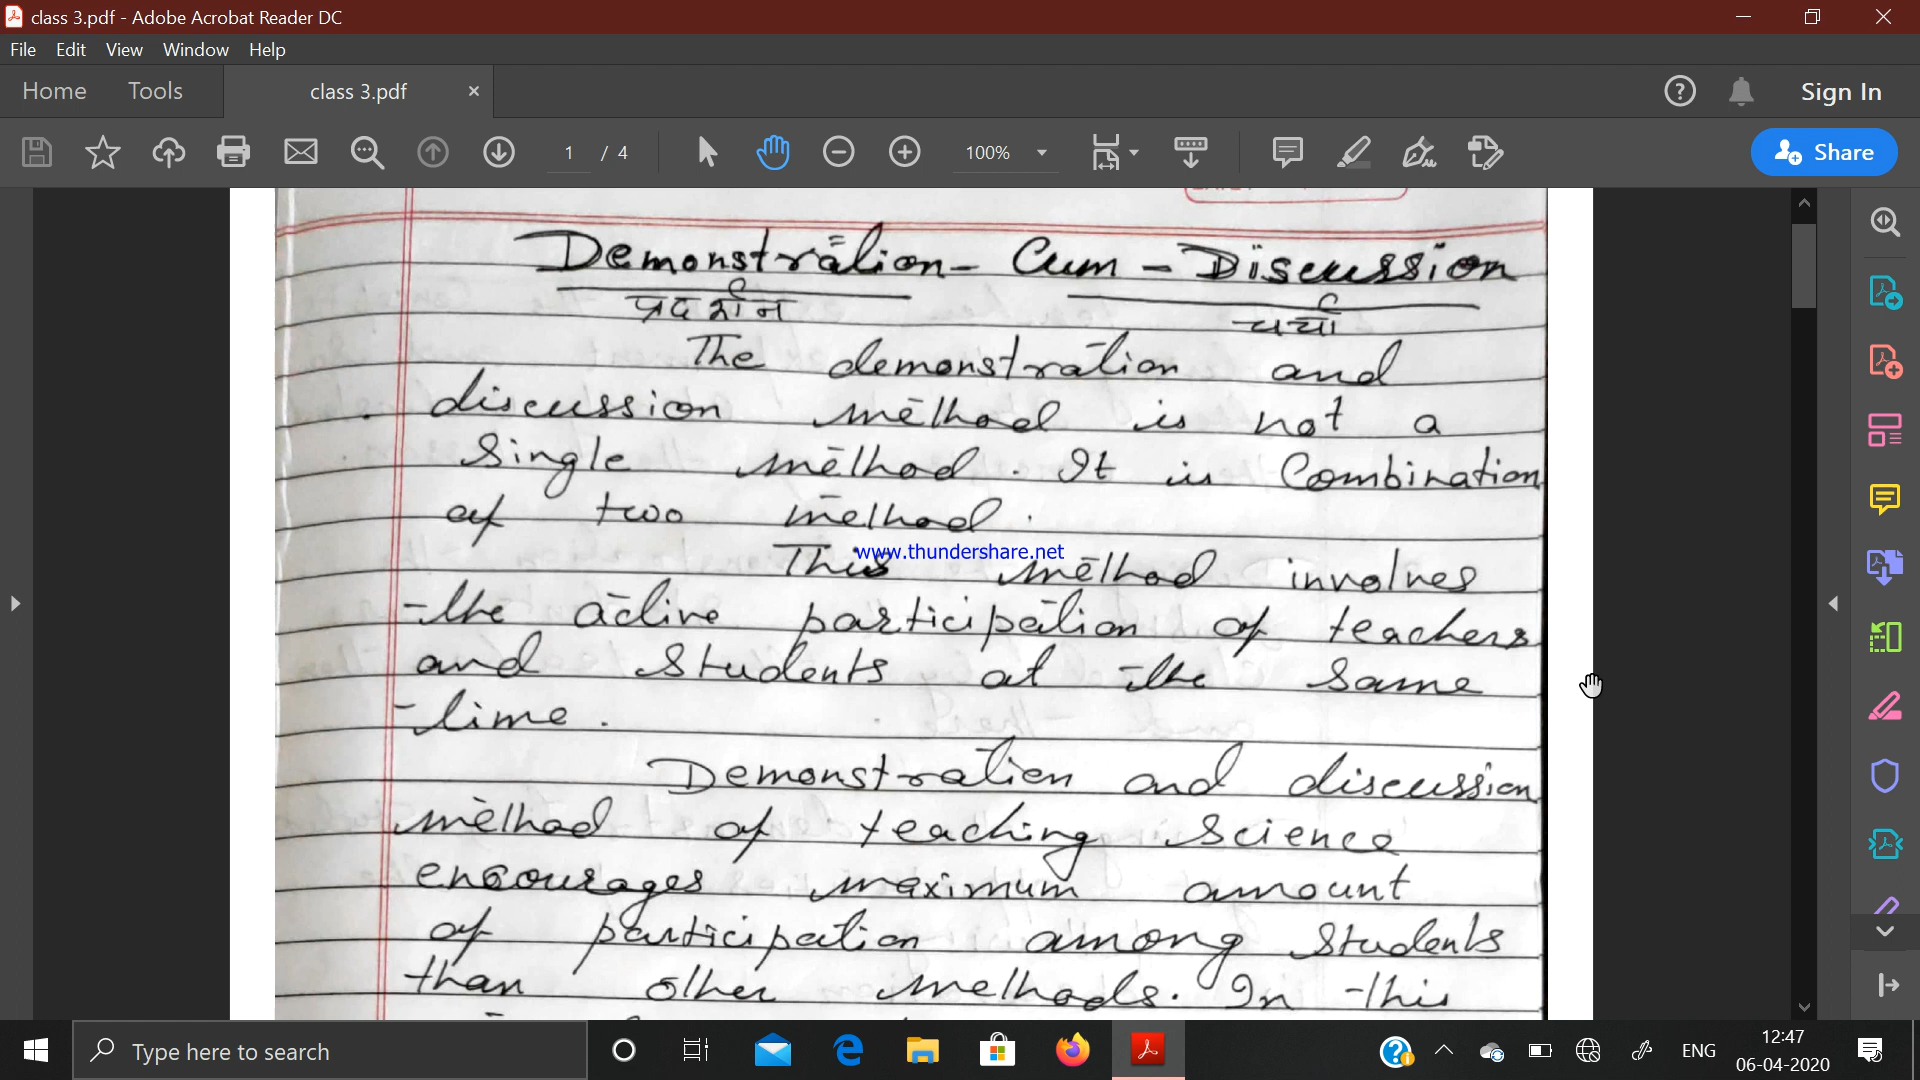 class 3.pdf - Adobe Acrobat Reader DC
File Edit View Window Help
Home Tools class 3.pdf × Sign In
1 / 4 100% Share
Demonstration - Cum - Discussion
प्रदर्शन चर्चा
The demonstration and
discussion method is not a
Single method. It is Combination
of two method.
www.thundershare.net
This method involves
the active participation of teachers
and Students at the same
time.
Demonstration and discussion
method of teaching Science
encourages maximum amount
of participation among Students
than other methods. In this
Type here to search
ENG 12:47
06-04-2020